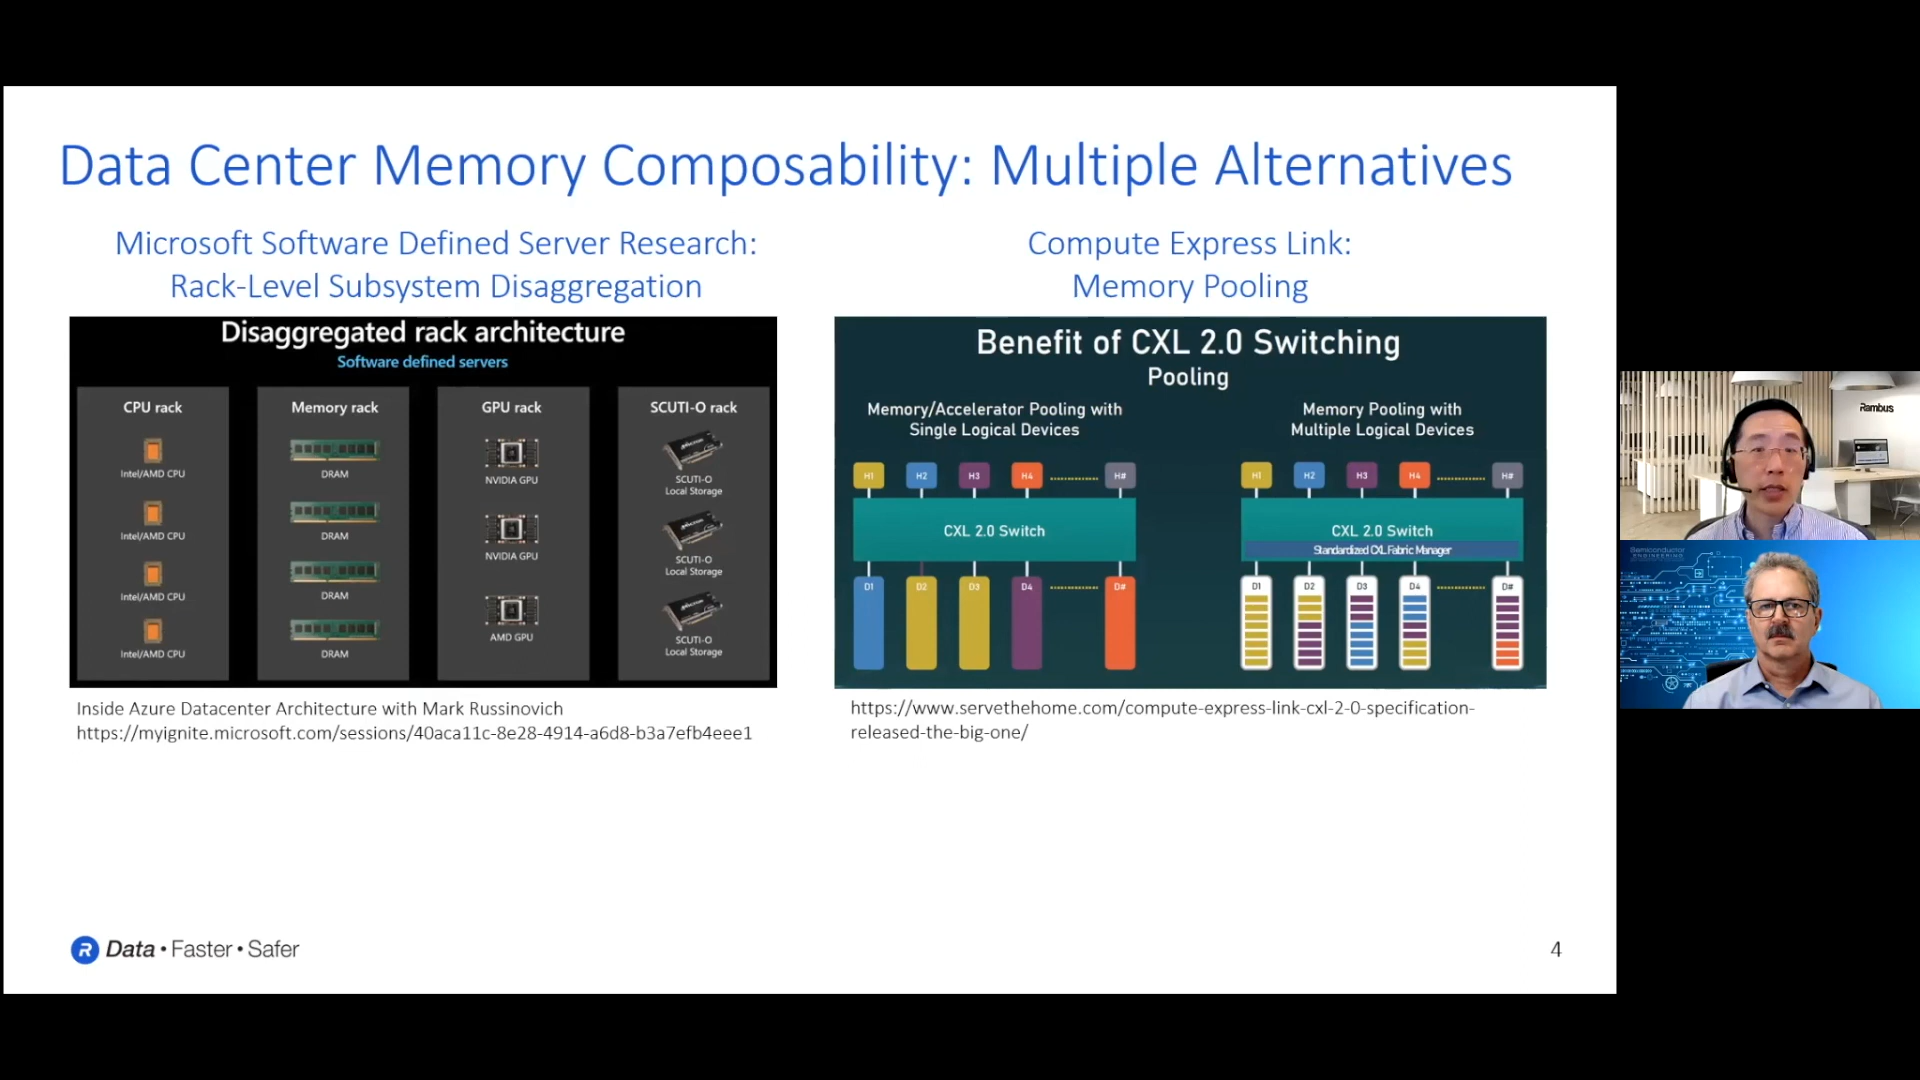 Data Center Memory Composability: Multiple Alternatives
Microsoft Software Defined Server Research:
Rack-Level Subsystem Disaggregation
Disaggregated rack architecture
Software defined servers
CPU rack
Intel/AMD CPU
Intel/AMD CPU
Intel/AMD CPU
Intel/AMD CPU
Memory rack
DRAM
DRAM
DRAM
DRAM
GPU rack
NVIDIA GPU
NVIDIA GPU
AMD GPU
SCUTI-O rack
SCUTI-O
Local Storage
SCUTI-O
Local Storage
SCUTI-O
Local Storage
Inside Azure Datacenter Architecture with Mark Russinovich
https://myignite.microsoft.com/sessions/40aca11c-8e28-4914-a6d8-b3a7efb4eee1
Compute Express Link:
Memory Pooling
Benefit of CXL 2.0 Switching
Pooling
Memory/Accelerator Pooling with
Single Logical Devices
H1 H2 H3 H4 H#
CXL 2.0 Switch
D1 D2 D3 D4 D#
Memory Pooling with
Multiple Logical Devices
H1 H2 H3 H4 H#
CXL 2.0 Switch
Standardized CXL Fabric Manager
D1 D2 D3 D4 D#
https://www.servethehome.com/compute-express-link-cxl-2-0-specification-
released-the-big-one/
R Data • Faster • Safer
4
Rambus
Semiconductor
ENGINEERING